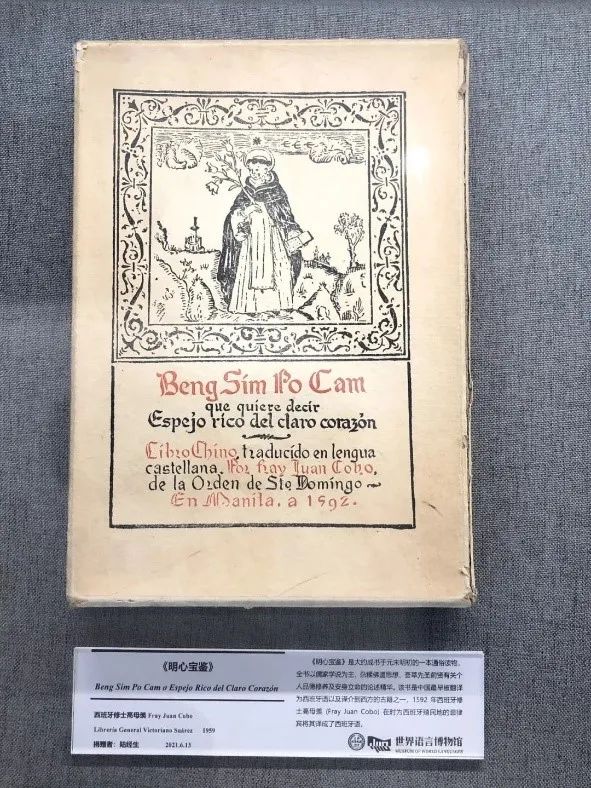 Beng Sim Po Cam
que quiere decir
Espejo rico del claro corazón
Libro Chino, traducido en lengua
castellana, Por fray Juan Cobo,
de la Orden de Sto Domingo
En Manila, a 1592.
《明心宝鉴》
Beng Sim Po Cam o Espejo Rico del Claro Corazón
西班牙修士高母羡 Fray Juan Cobo
Librería General Victoriano Suárez 1959
捐赠者：陆经生 2021.6.13
《明心宝鉴》是大约成书于元末明初的一本通俗读物，
全书以儒家学说为主，杂糅佛道思想，荟萃先圣前贤有关个
人品德修养及安身立命的论述精华。该书是中国最早被翻译
为西班牙语以及译介到西方的古籍之一，1592 年西班牙修
士高母羡 (Fray Juan Cobo) 在时为西班牙殖民地的菲律
宾将其译成了西班牙语。
世界语言博物馆
MUSEUM OF WORLD LANGUAGES